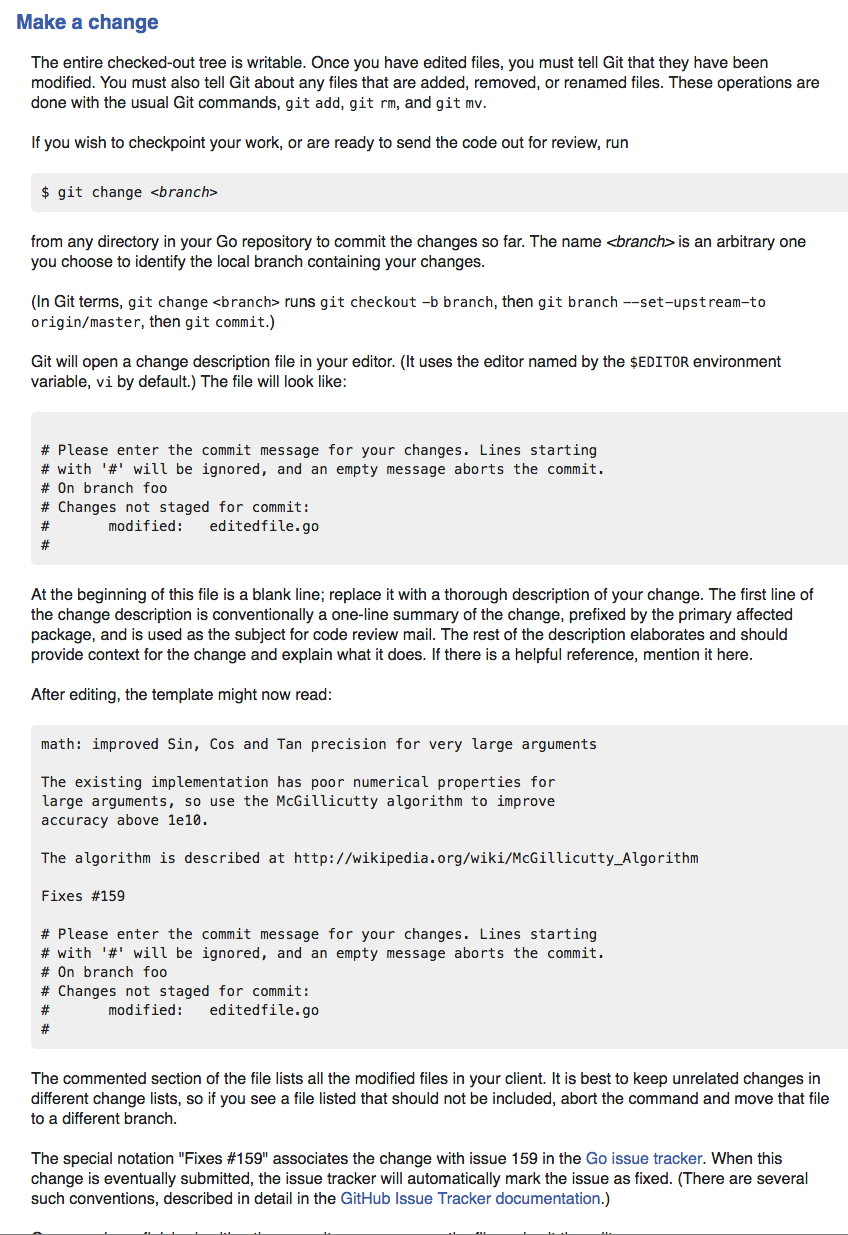 Make a change
The entire checked-out tree is writable. Once you have edited files, you must tell Git that they have been
modified. You must also tell Git about any files that are added, removed, or renamed files. These operations are
done with the usual Git commands, git add, git rm, and git mv.
If you wish to checkpoint your work, or are ready to send the code out for review, run
$ git change <branch>
from any directory in your Go repository to commit the changes so far. The name <branch> is an arbitrary one
you choose to identify the local branch containing your changes.
(In Git terms, git change <branch> runs git checkout -b branch, then git branch --set-upstream-to
origin/master, then git commit.)
Git will open a change description file in your editor. (It uses the editor named by the $EDITOR environment
variable, vi by default.) The file will look like:
# Please enter the commit message for your changes. Lines starting
# with '#' will be ignored, and an empty message aborts the commit.
# On branch foo
# Changes not staged for commit:
#       modified:   editedfile.go
#
At the beginning of this file is a blank line; replace it with a thorough description of your change. The first line of
the change description is conventionally a one-line summary of the change, prefixed by the primary affected
package, and is used as the subject for code review mail. The rest of the description elaborates and should
provide context for the change and explain what it does. If there is a helpful reference, mention it here.
After editing, the template might now read:
math: improved Sin, Cos and Tan precision for very large arguments
The existing implementation has poor numerical properties for
large arguments, so use the McGillicutty algorithm to improve
accuracy above 1e10.
The algorithm is described at http://wikipedia.org/wiki/McGillicutty_Algorithm
Fixes #159
# Please enter the commit message for your changes. Lines starting
# with '#' will be ignored, and an empty message aborts the commit.
# On branch foo
# Changes not staged for commit:
#       modified:   editedfile.go
#
The commented section of the file lists all the modified files in your client. It is best to keep unrelated changes in
different change lists, so if you see a file listed that should not be included, abort the command and move that file
to a different branch.
The special notation "Fixes #159" associates the change with issue 159 in the Go issue tracker. When this
change is eventually submitted, the issue tracker will automatically mark the issue as fixed. (There are several
such conventions, described in detail in the GitHub Issue Tracker documentation.)